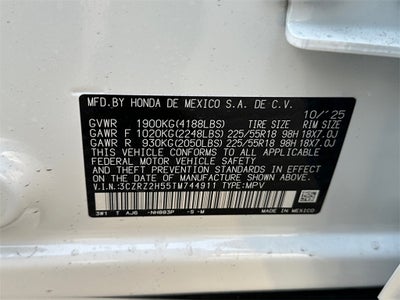 MFD.BY HONDA DE MEXICO S.A. DE C.V.
10/'25
GVWR 1900KG(4188LBS) TIRE SIZE RIM SIZE
GAWR F 1020KG(2248LBS) 225/55R18 98H 18X7.0J
GAWR R 930KG(2050LBS) 225/55R18 98H 18X7.0J
THIS VEHICLE CONFORMS TO ALL APPLICABLE
FEDERAL MOTOR VEHICLE SAFETY STANDARDS
IN EFFECT ON THE DATE OF MANUFACTURE SHOWN ABOVE.
V.I.N.:3CZRZ2H55TM744911 TYPE:MPV
3W1 T AJ6 -NH883P -S -M
MADE IN
MEXICO